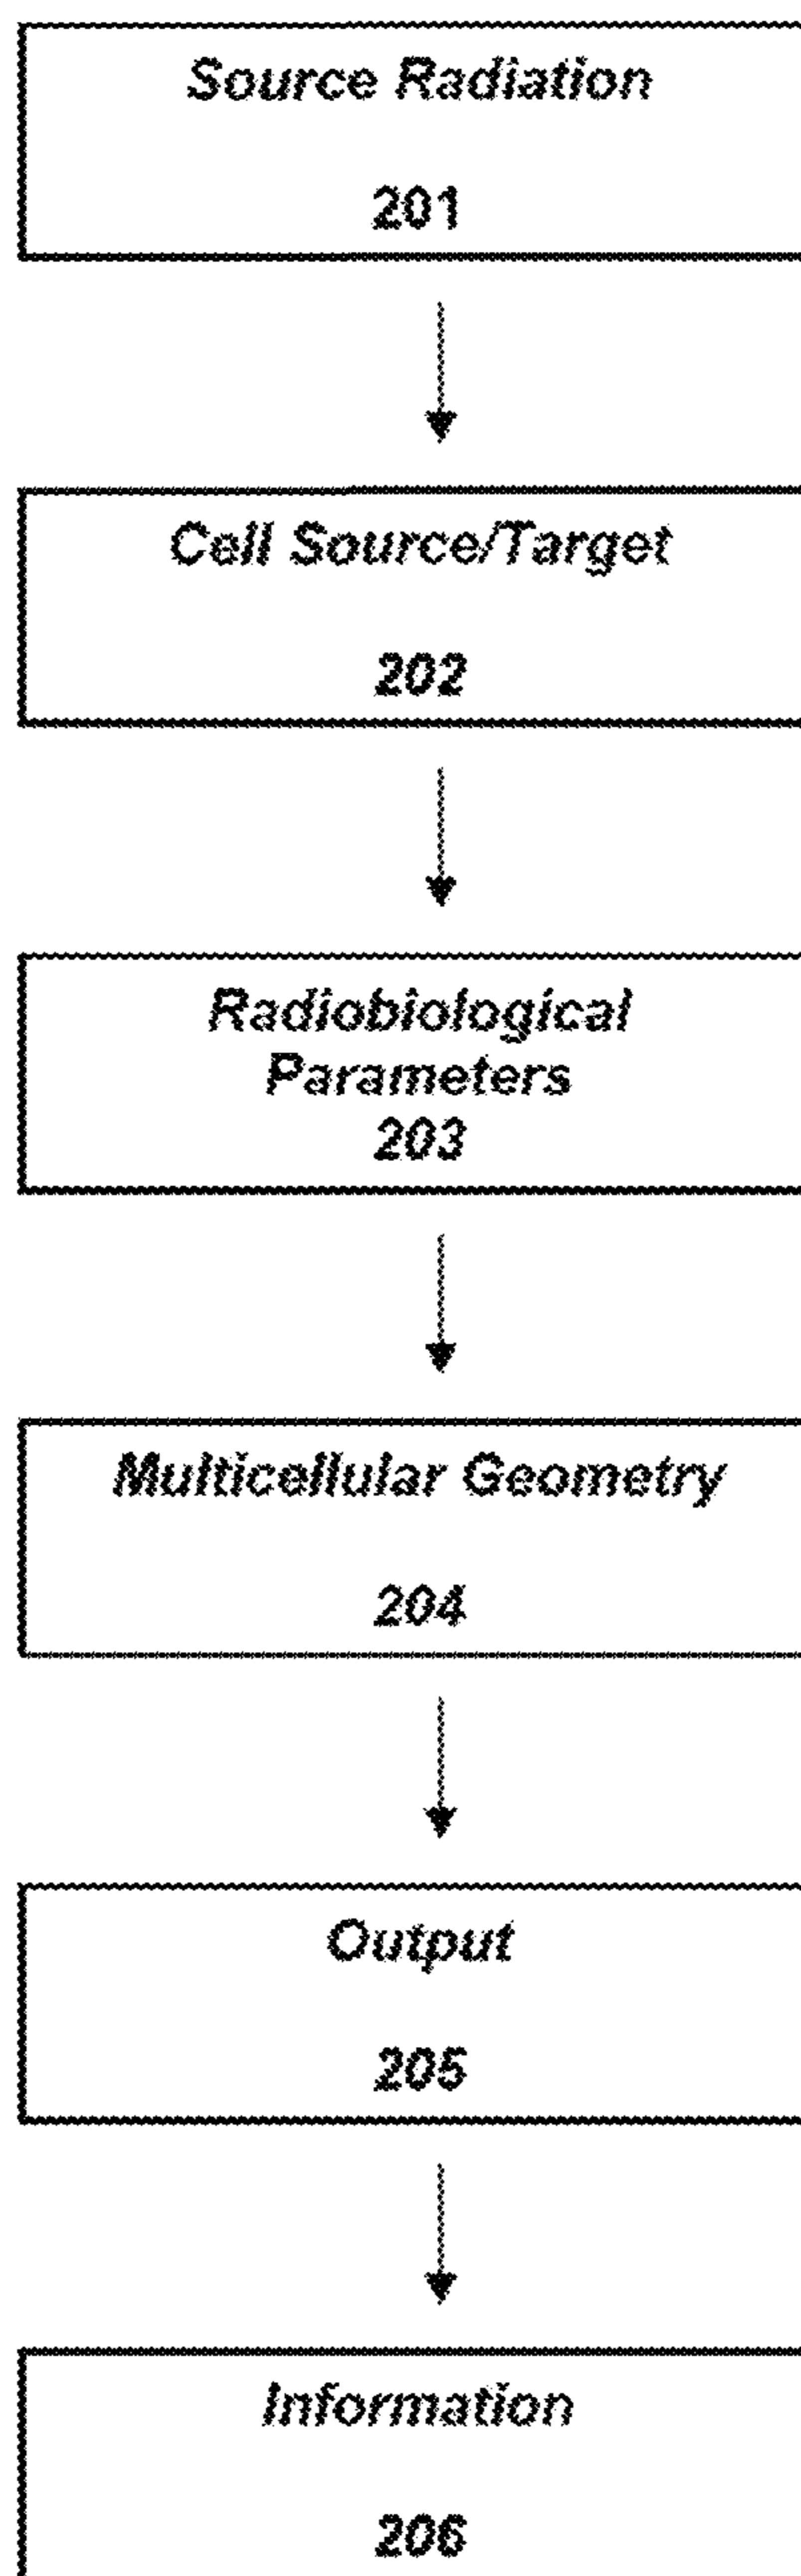 Source Radiation
201
Cell Source/Target
202
Radiobiological
Parameters
203
Multicellular Geometry
204
Output
205
Information
206